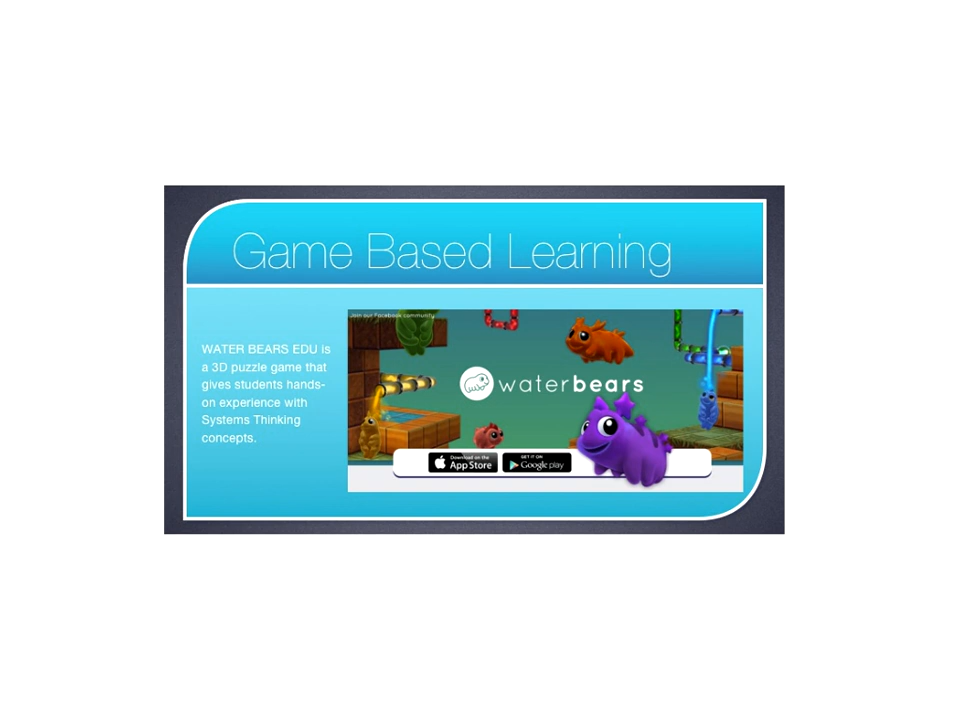 Game Based Learning
Join our Facebook community
WATER BEARS EDU is
a 3D puzzle game that
gives students hands-
on experience with
Systems Thinking
concepts.
waterbears
Download on the
App Store
GET IT ON
Google play